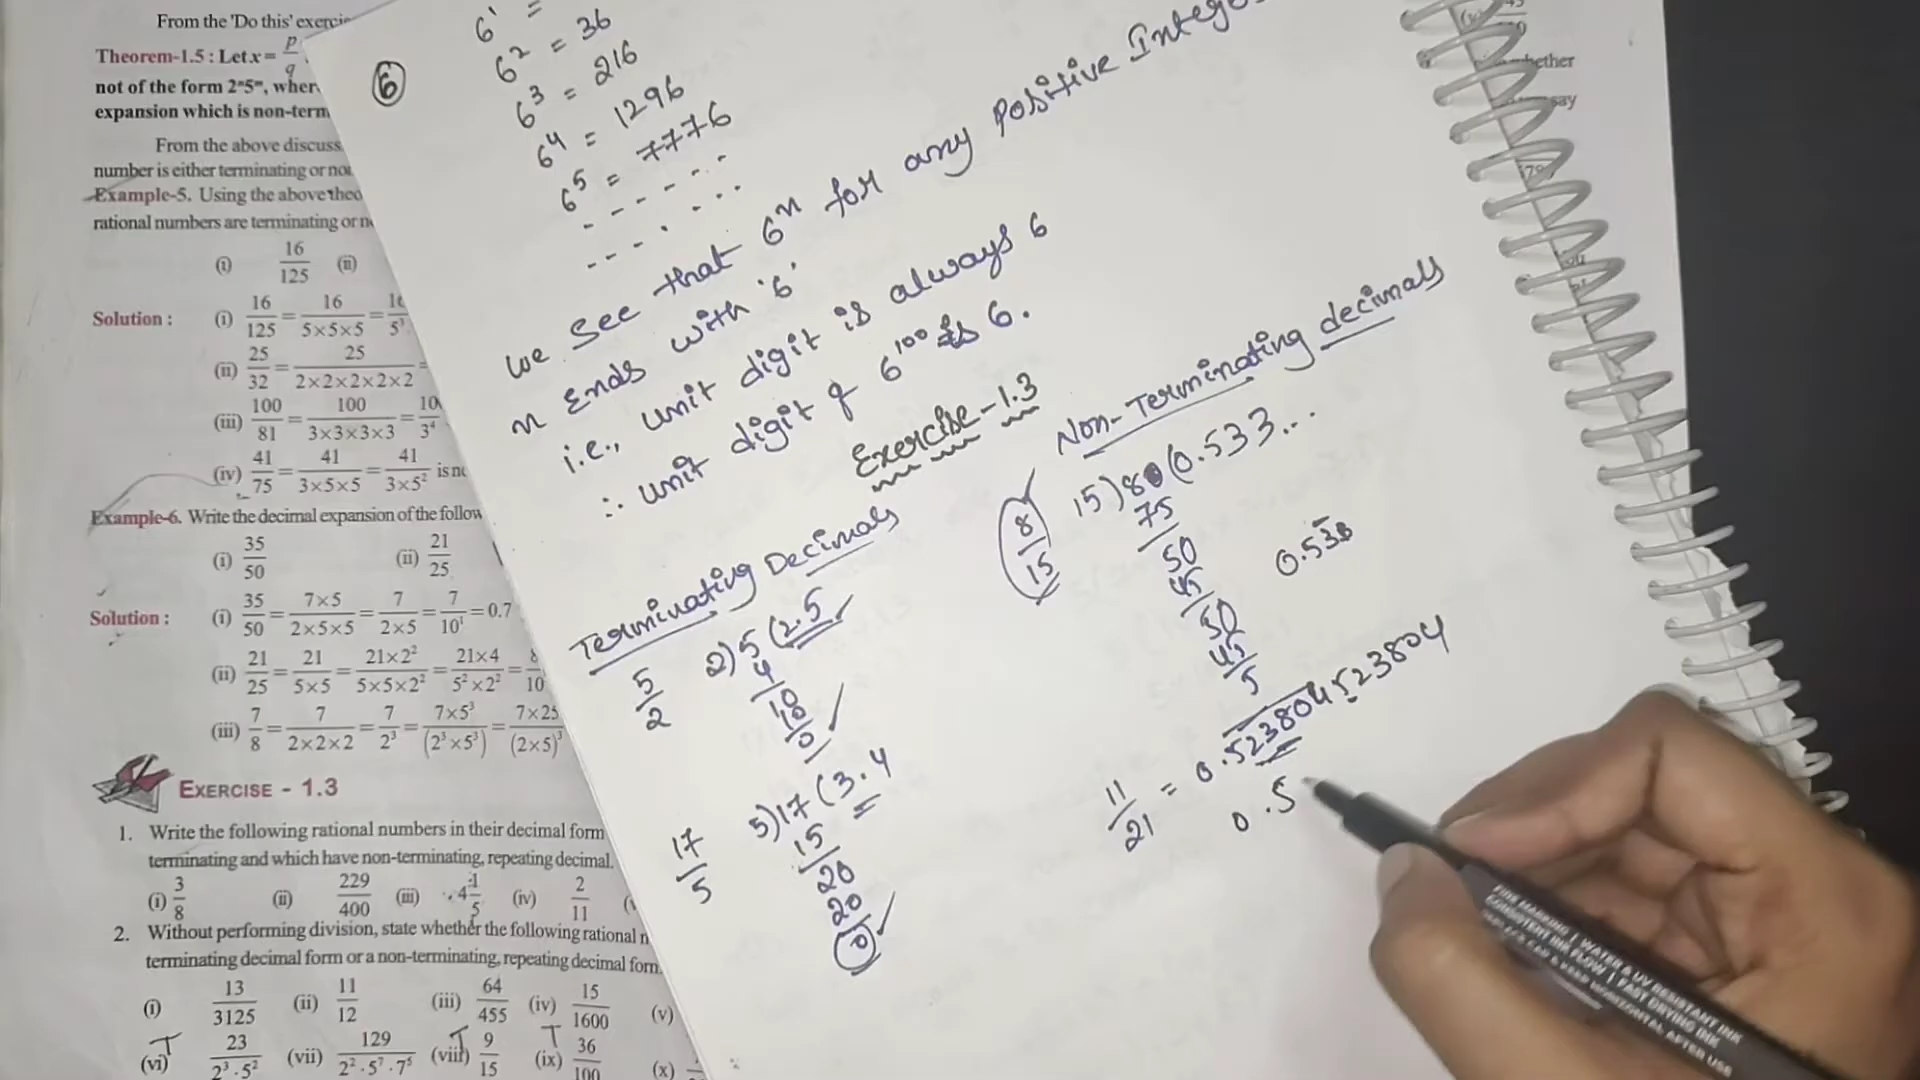 From the 'Do this' exercise
Theorem-1.5 : Let x = p/q
not of the form 2ⁿ5ᵐ, where
expansion which is non-term
From the above discuss
number is either terminating or no
Example-5. Using the above theo
rational numbers are terminating or n
(i) 16/125 (ii)
Solution : (i) 16/125 = 16/5×5×5 = 16/5³
(ii) 25/32 = 25/2×2×2×2×2 =
(iii) 100/81 = 100/3×3×3×3 = 10/3⁴
(iv) 41/75 = 41/3×5×5 = 41/3×5² is no
Example-6. Write the decimal expansion of the follow
(i) 35/50 (ii) 21/25
Solution : (i) 35/50 = 7×5/2×5×5 = 7/2×5 = 7/10¹ = 0.7
(ii) 21/25 = 21/5×5 = 21×2²/5×5×2² = 21×4/5²×2² = 8/10
(iii) 7/8 = 7/2×2×2 = 7/2³ = 7×5³/(2³×5³) = 7×25/(2×5)³
EXERCISE - 1.3
1. Write the following rational numbers in their decimal form
terminating and which have non-terminating, repeating decimal.
(i) 3/8 (ii) 229/400 (iii) 4 1/5 (iv) 2/11 (v
2. Without performing division, state whether the following rational n
terminating decimal form or a non-terminating, repeating decimal form.
(i) 13/3125 (ii) 11/12 (iii) 64/455 (iv) 15/1600 (v)
T T T
(vi) 23/2³·5² (vii) 129/2²·5⁷·7⁵ (viii) 9/15 (ix) 36/100 (x)
6
6¹ =
6² = 36
6³ = 216
6⁴ = 1296
6⁵ = 7776
we see that 6ⁿ for any Positive Intege
n Ends with '6'
i.e., unit digit is always 6
∴ unit digit of 6¹⁰⁰ is 6.
Exercise-1.3
Terminating Decimals
5/2 2)5(2.5
4
10
10
0
17/5 5)17(3.4
15
20
20
0
Non-Terminating decimals
8/15 15)80(0.533...
75
50
45
50
45
5
0.53
11/21 = 0.523804523804
0.5
hether
say